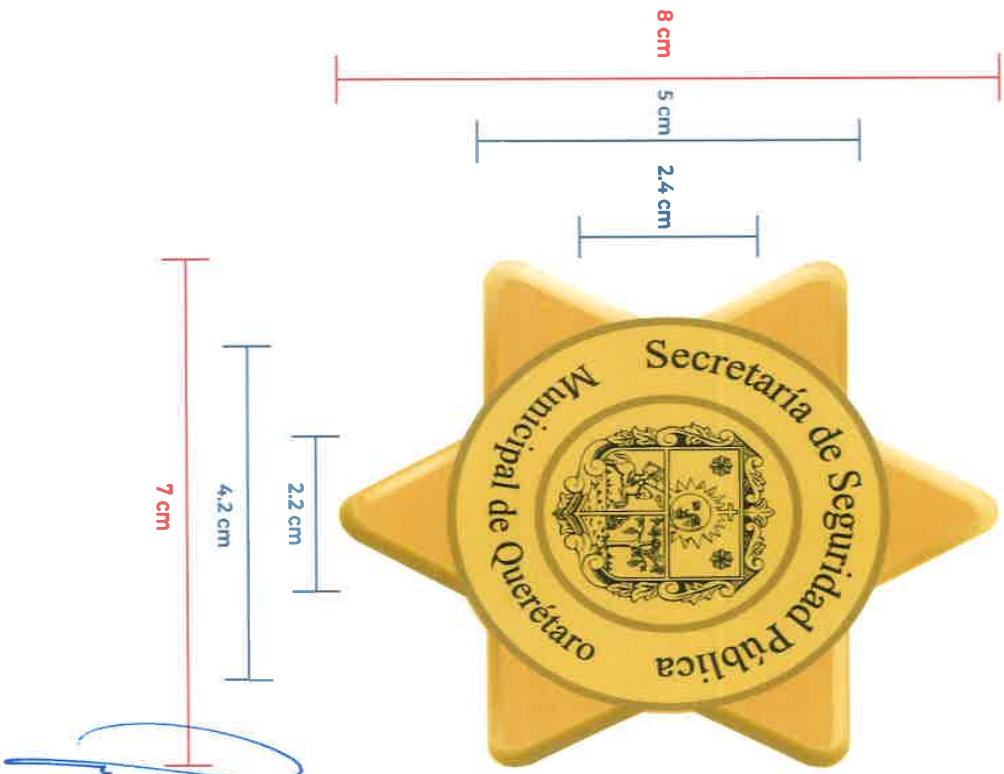 8 cm
5 cm
2.4 cm
Secretaría de Seguridad Pública
Municipal de Querétaro
2.2 cm
4.2 cm
7 cm